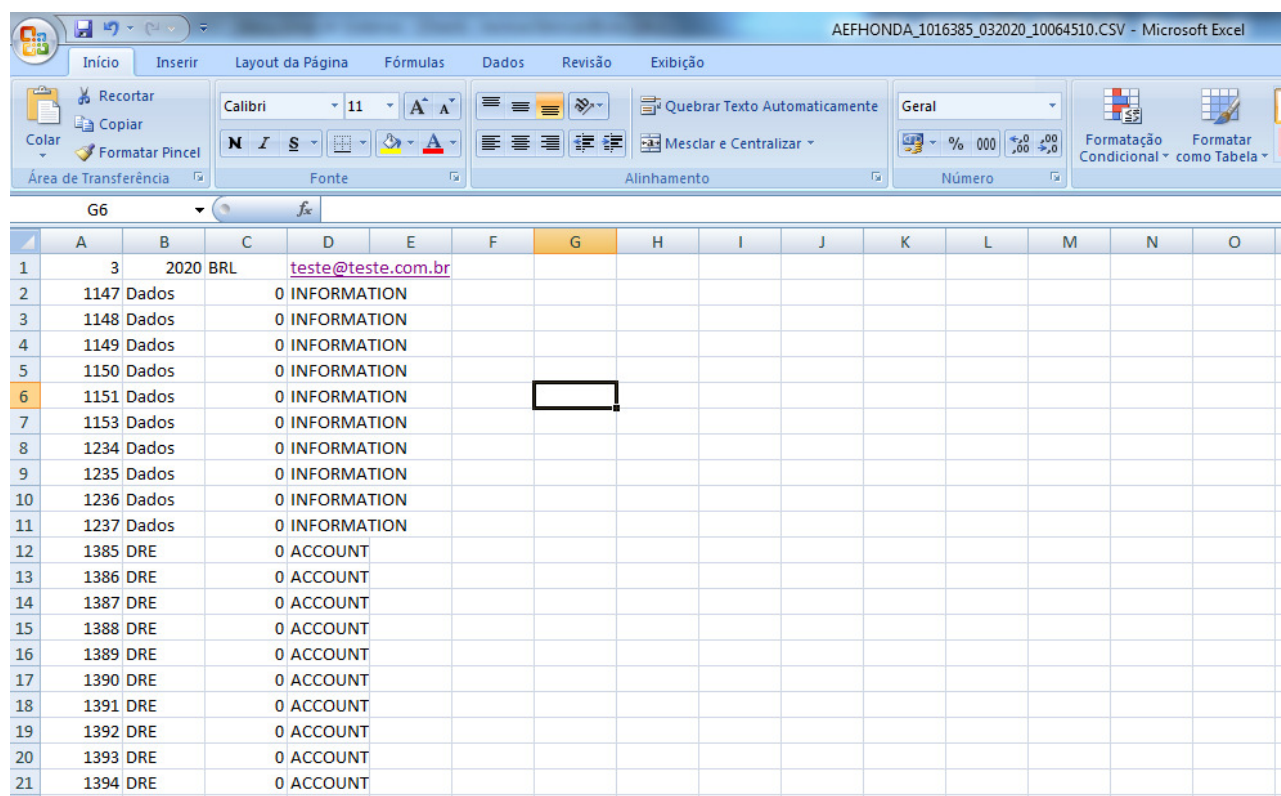 AEFHONDA_1016385_032020_10064510.CSV - Microsoft Excel
Início Inserir Layout da Página Fórmulas Dados Revisão Exibição
Colar
Recortar
Copiar
Formatar Pincel
Área de Transferência
Calibri 11 A A
N I S A
Fonte
Quebrar Texto Automaticamente
Mesclar e Centralizar
Alinhamento
Geral
% 000 ,0 ,00 ,00 ,0
Número
Formatação Condicional
Formatar como Tabela
G6 fx
A B C D E F G H I J K L M N O
1 3 2020 BRL teste@teste.com.br
2 1147 Dados 0 INFORMATION
3 1148 Dados 0 INFORMATION
4 1149 Dados 0 INFORMATION
5 1150 Dados 0 INFORMATION
6 1151 Dados 0 INFORMATION
7 1153 Dados 0 INFORMATION
8 1234 Dados 0 INFORMATION
9 1235 Dados 0 INFORMATION
10 1236 Dados 0 INFORMATION
11 1237 Dados 0 INFORMATION
12 1385 DRE 0 ACCOUNT
13 1386 DRE 0 ACCOUNT
14 1387 DRE 0 ACCOUNT
15 1388 DRE 0 ACCOUNT
16 1389 DRE 0 ACCOUNT
17 1390 DRE 0 ACCOUNT
18 1391 DRE 0 ACCOUNT
19 1392 DRE 0 ACCOUNT
20 1393 DRE 0 ACCOUNT
21 1394 DRE 0 ACCOUNT